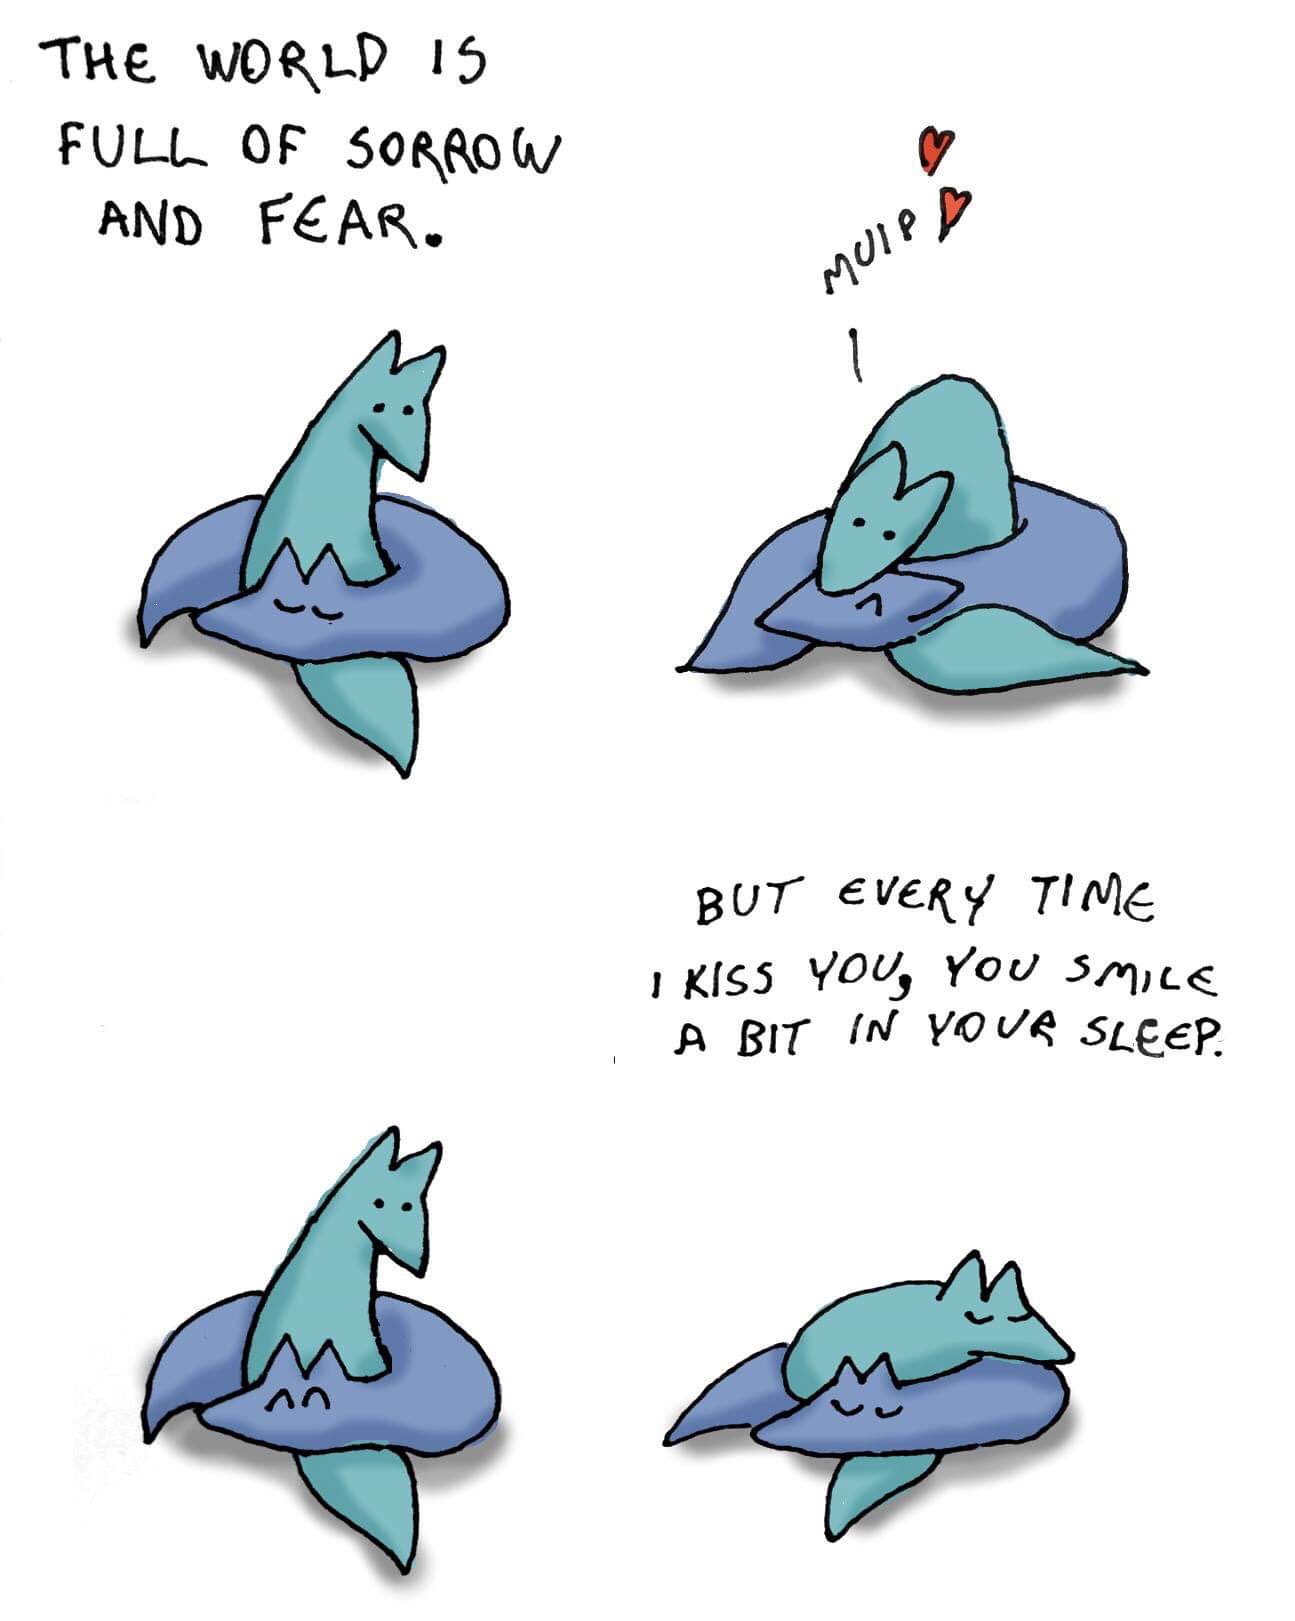 THE WORLD IS
FULL OF SORROW
AND FEAR.
MUIP
BUT EVERY TIME
I KISS YOU, YOU SMILE
A BIT IN YOUR SLEEP.